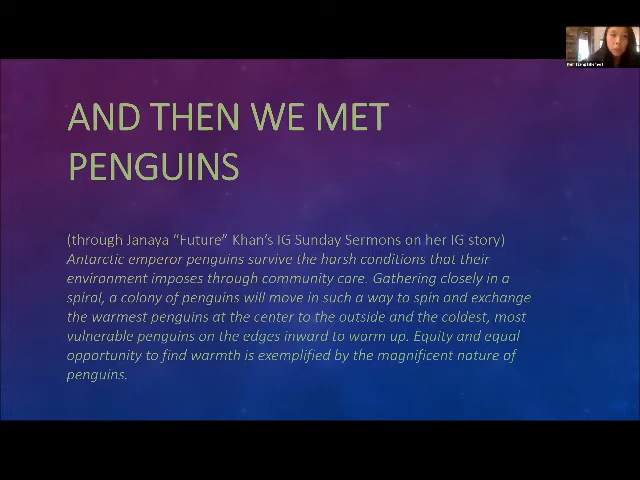 AND THEN WE MET
PENGUINS
(through Janaya “Future” Khan’s IG Sunday Sermons on her IG story)
Antarctic emperor penguins survive the harsh conditions that their
environment imposes through community care. Gathering closely in a
spiral, a colony of penguins will move in such a way to spin and exchange
the warmest penguins at the center to the outside and the coldest, most
vulnerable penguins on the edges inward to warm up. Equity and equal
opportunity to find warmth is exemplified by the magnificent nature of
penguins.